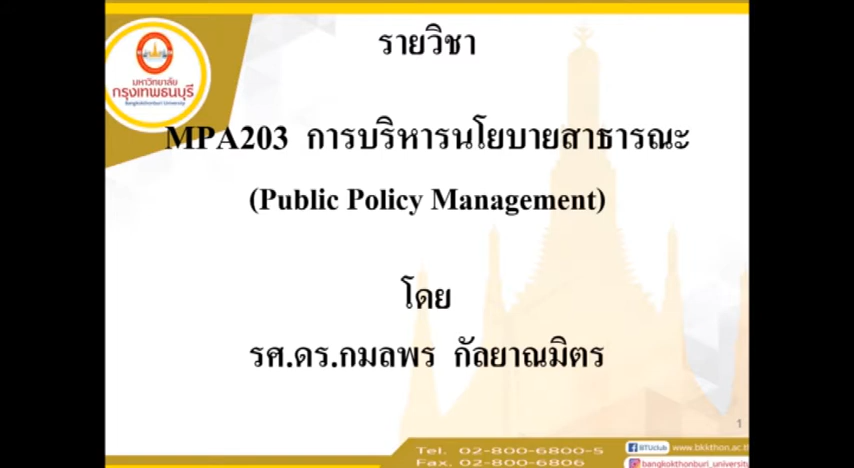 รายวิชา
มหาวิทยาลัย
กรุงเทพธนบุรี
Bangkokthonburi University
MPA203 การบริหารนโยบายสาธารณะ
(Public Policy Management)
โดย
รศ.ดร.กมลพร กัลยาณมิตร
1
Tel. 02-800-6800-5
BTUclub
www.bkkthon.ac.t
Fax. 02-800-6806
bangkokthonburi_university